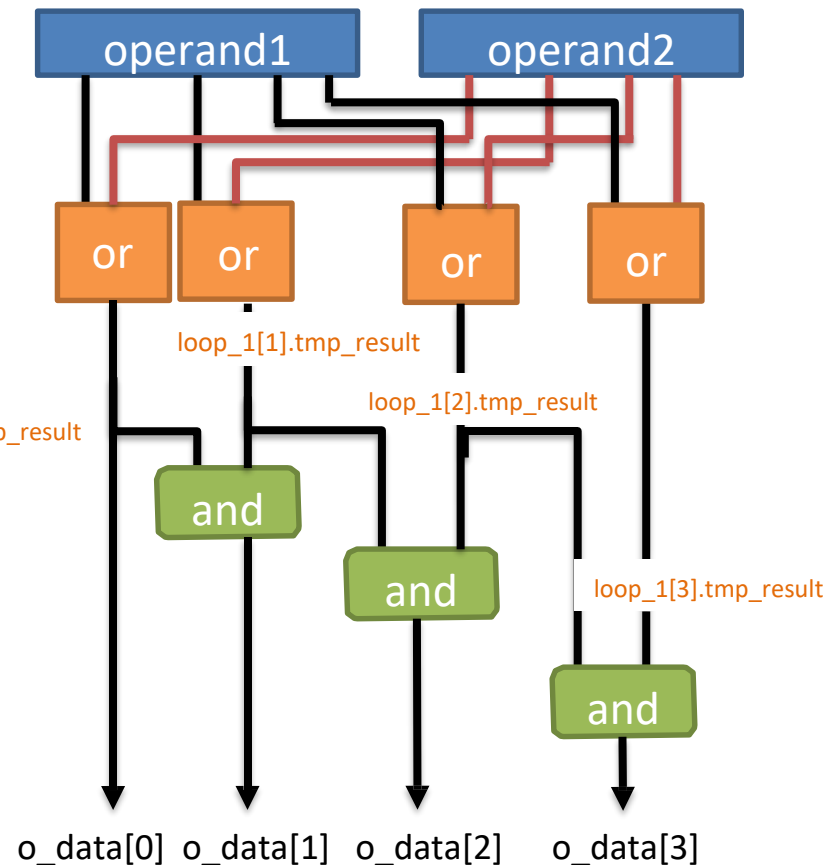 operand1 operand2
or or or or
loop_1[1].tmp_result
loop_1[2].tmp_result
p_result
and
and
loop_1[3].tmp_result
and
o_data[0] o_data[1] o_data[2] o_data[3]